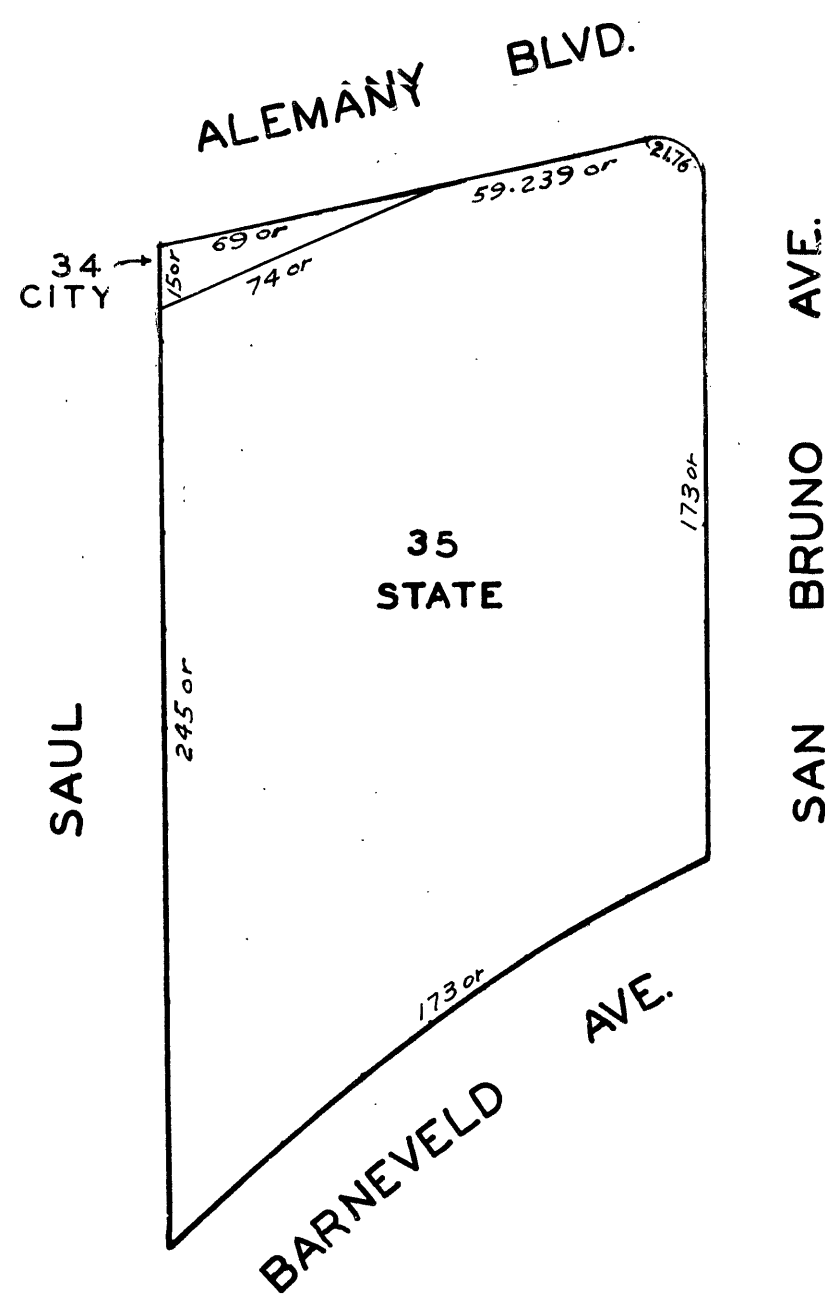 ALEMANY BLVD.
21.76
59.239 or
69 or
34
CITY
15 or
74 or
SAN BRUNO AVE.
173 or
35
STATE
SAUL
245 or
173 or
BARNEVELD AVE.